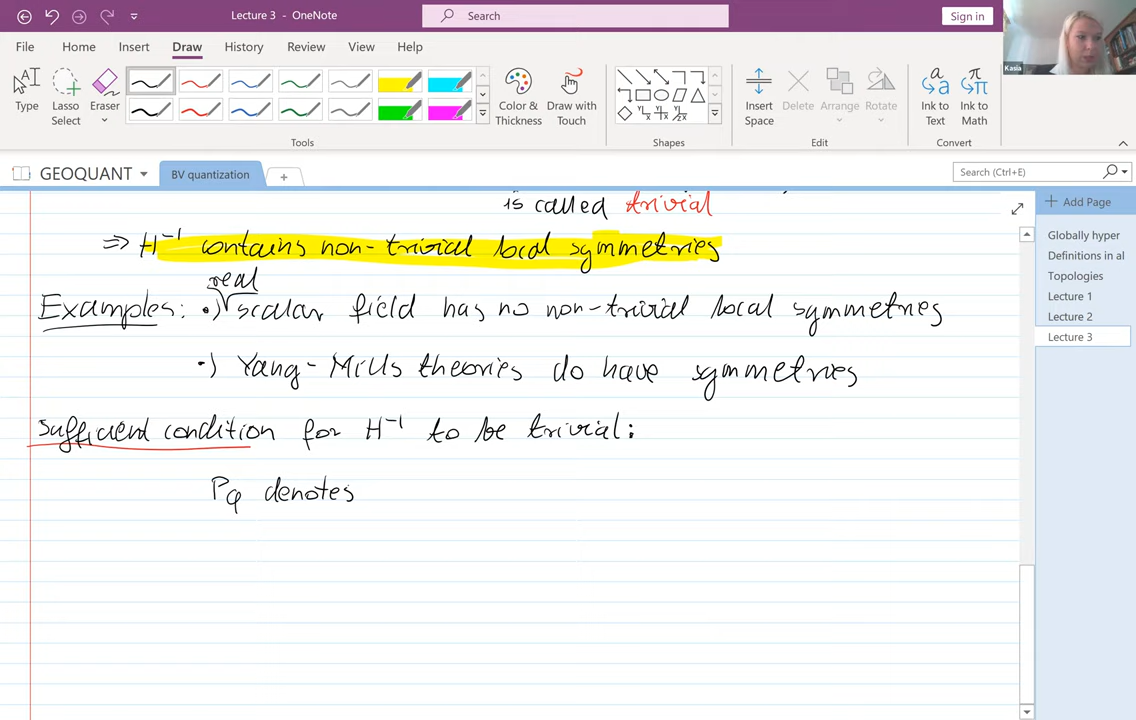 Lecture 3 - OneNote
Search
Sign in
File Home Insert Draw History Review View Help
Type
Lasso Select
Eraser
Color & Thickness
Draw with Touch
Insert Space
Delete
Arrange
Rotate
Ink to Text
Ink to Math
Tools
Shapes
Edit
Convert
Kasia
GEOQUANT
BV quantization
Search (Ctrl+E)
Add Page
Globally hyper
Definitions in al
Topologies
Lecture 1
Lecture 2
Lecture 3
is called trivial
⇒ H⁻¹ contains non-trivial local symmetries
real
Examples: •) scalar field has no non-trivial local symmetries
•) Yang-Mills theories do have symmetries
Sufficient condition for H⁻¹ to be trivial:
P_φ denotes